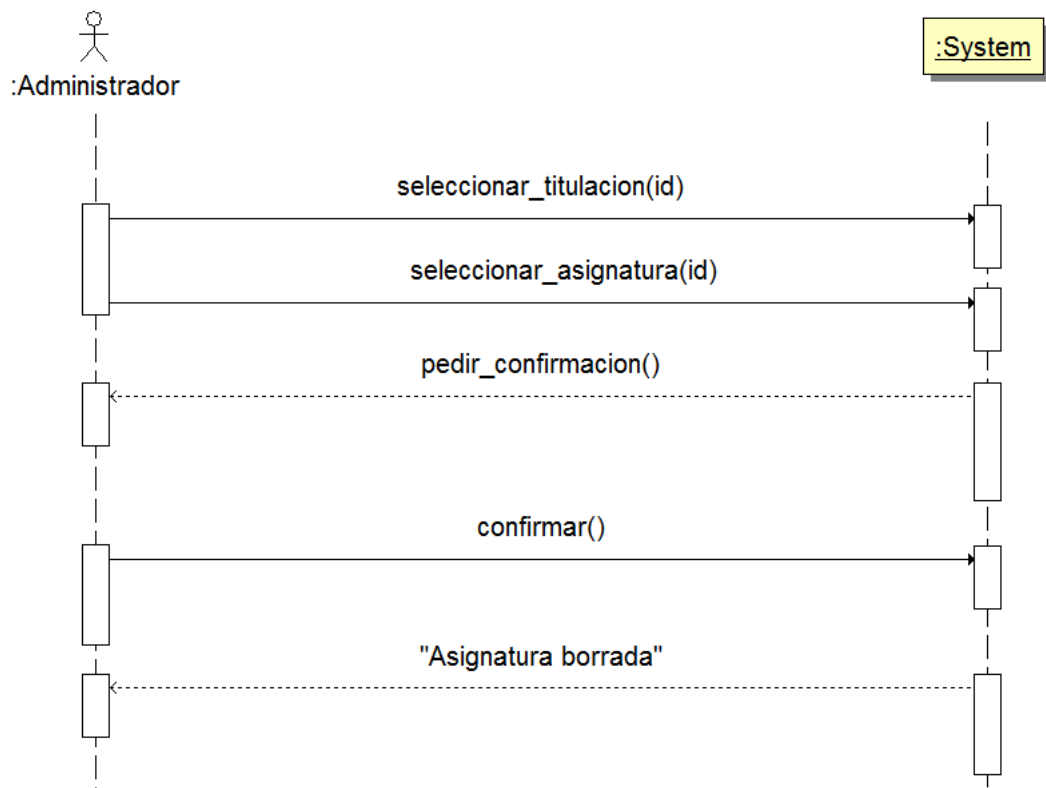 :Administrador
:System
seleccionar_titulacion(id)
seleccionar_asignatura(id)
pedir_confirmacion()
confirmar()
"Asignatura borrada"